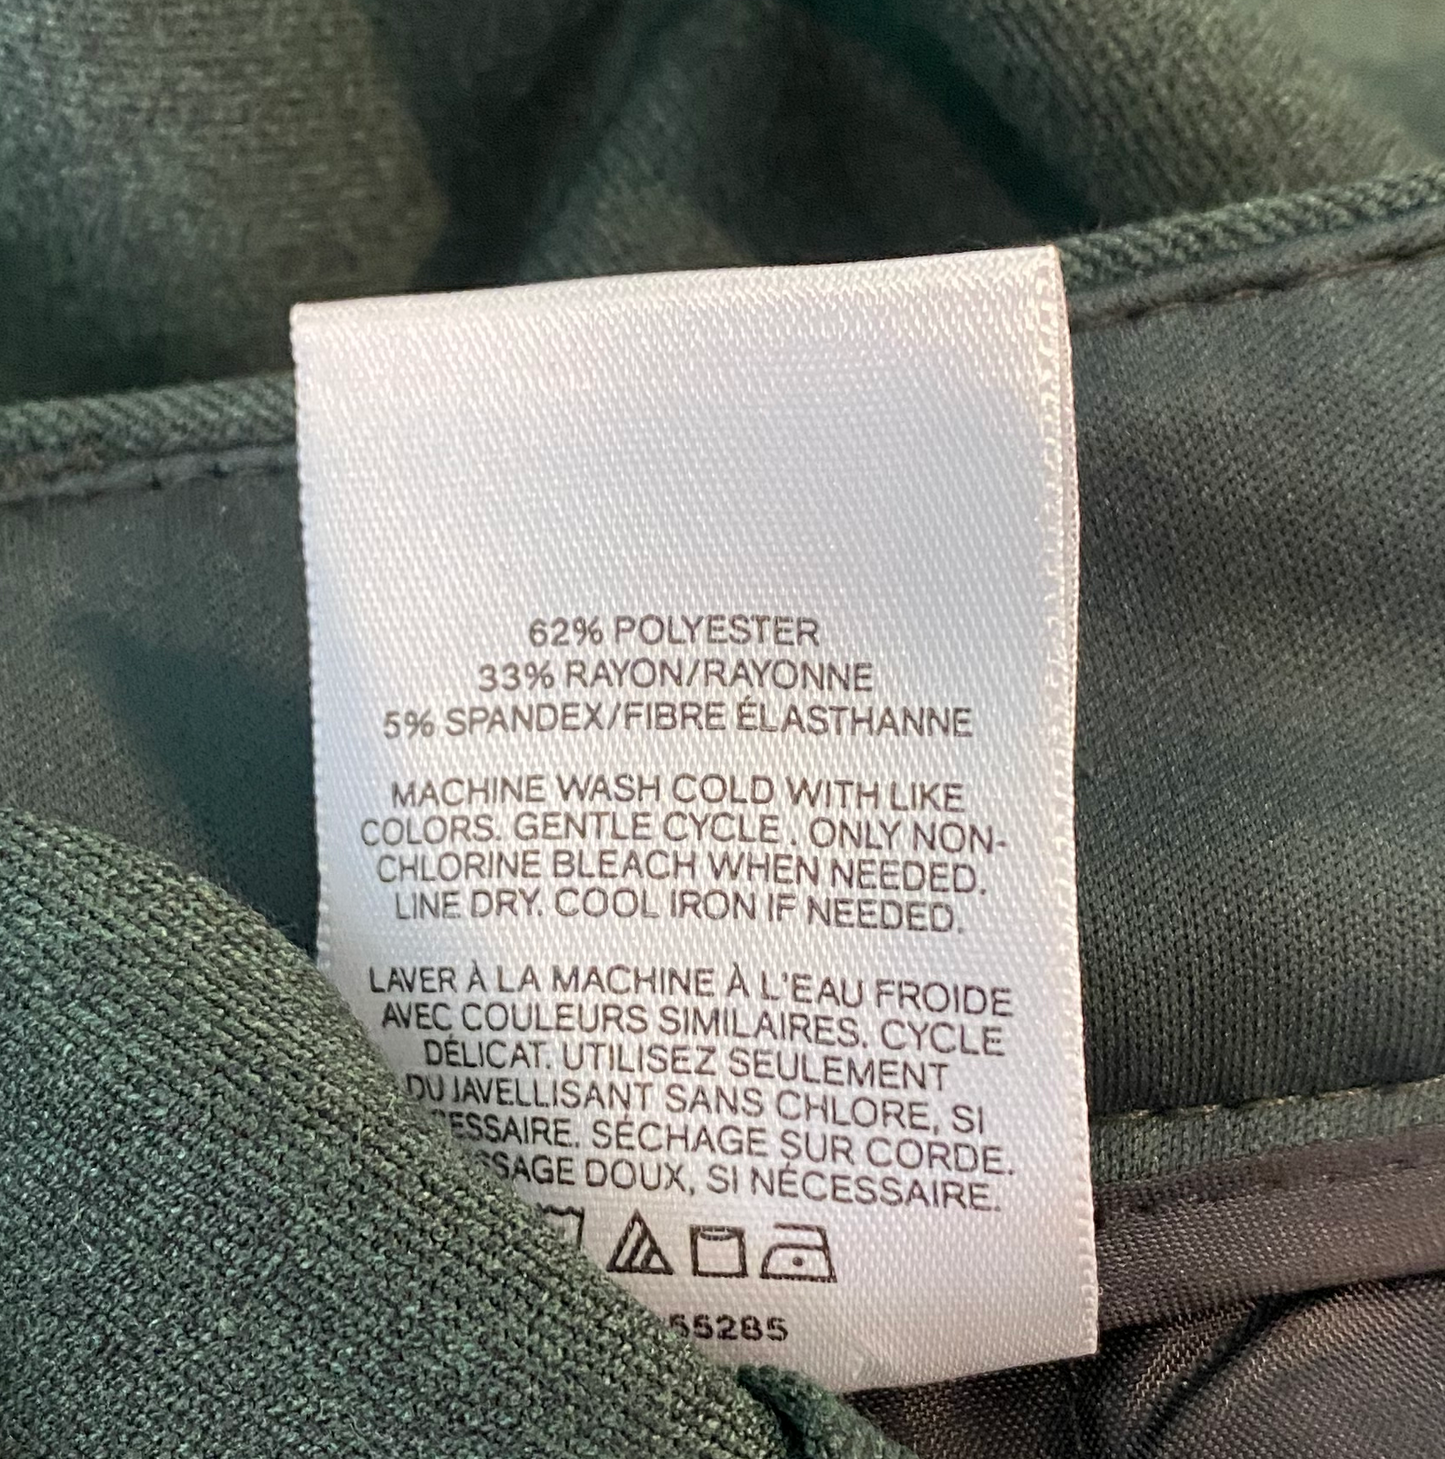 62% POLYESTER
33% RAYON/RAYONNE
5% SPANDEX/FIBRE ÉLASTHANNE
MACHINE WASH COLD WITH LIKE
COLORS. GENTLE CYCLE . ONLY NON-
CHLORINE BLEACH WHEN NEEDED.
LINE DRY. COOL IRON IF NEEDED.
LAVER À LA MACHINE À L'EAU FROIDE
AVEC COULEURS SIMILAIRES. CYCLE
DÉLICAT. UTILISEZ SEULEMENT
DU JAVELLISANT SANS CHLORE, SI
SÉCHAGE SUR CORDE.
DOUX, SI NÉCESSAIRE.